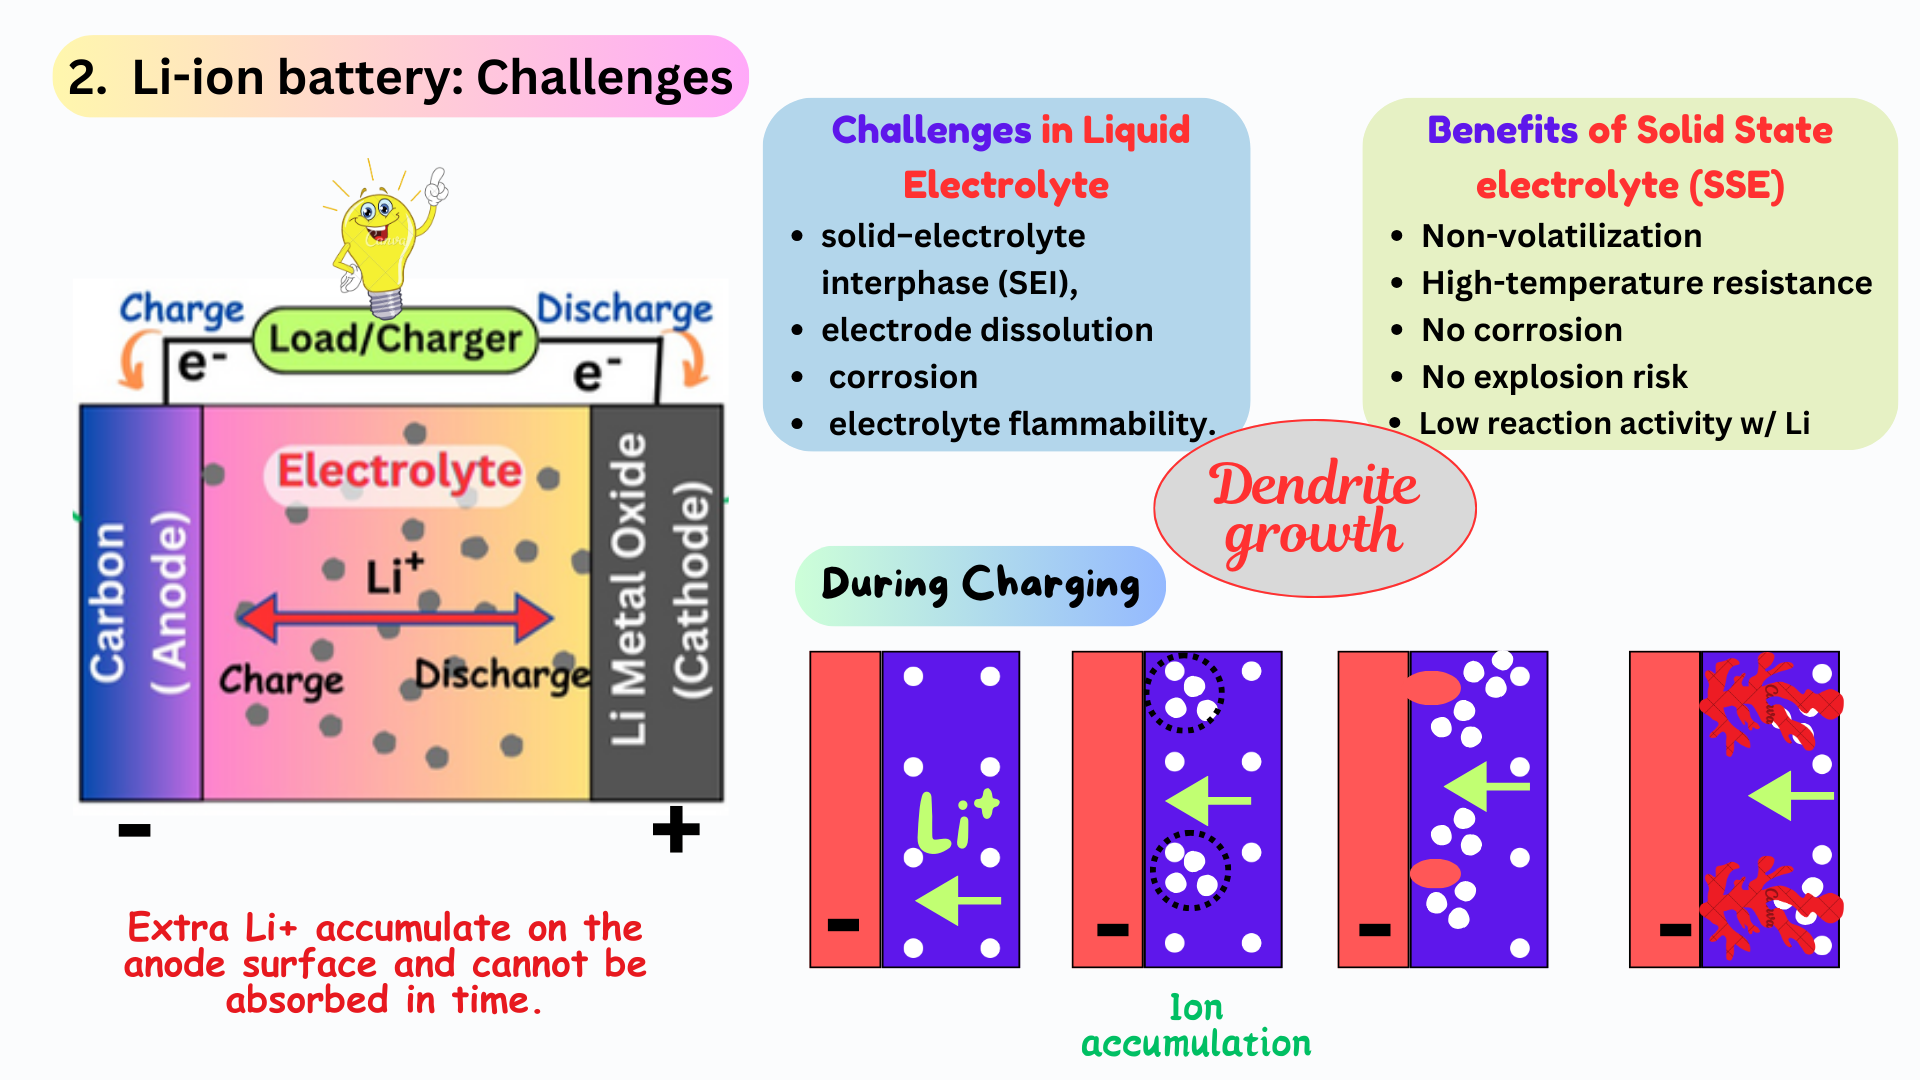 2. Li-ion battery: Challenges
Challenges in Liquid
Electrolyte
• solid–electrolyte
interphase (SEI),
• electrode dissolution
• corrosion
• electrolyte flammability.
Benefits of Solid State
electrolyte (SSE)
• Non-volatilization
• High-temperature resistance
• No corrosion
• No explosion risk
• Low reaction activity w/ Li
Dendrite
growth
Canva
Charge
Discharge
Load/Charger
e-
e-
Electrolyte
Carbon
( Anode)
Li+
Charge
Discharge
Li Metal Oxide
(Cathode)
-
+
Extra Li+ accumulate on the
anode surface and cannot be
absorbed in time.
During Charging
Li+
-
-
-
-
Canva
Canva
Ion
accumulation